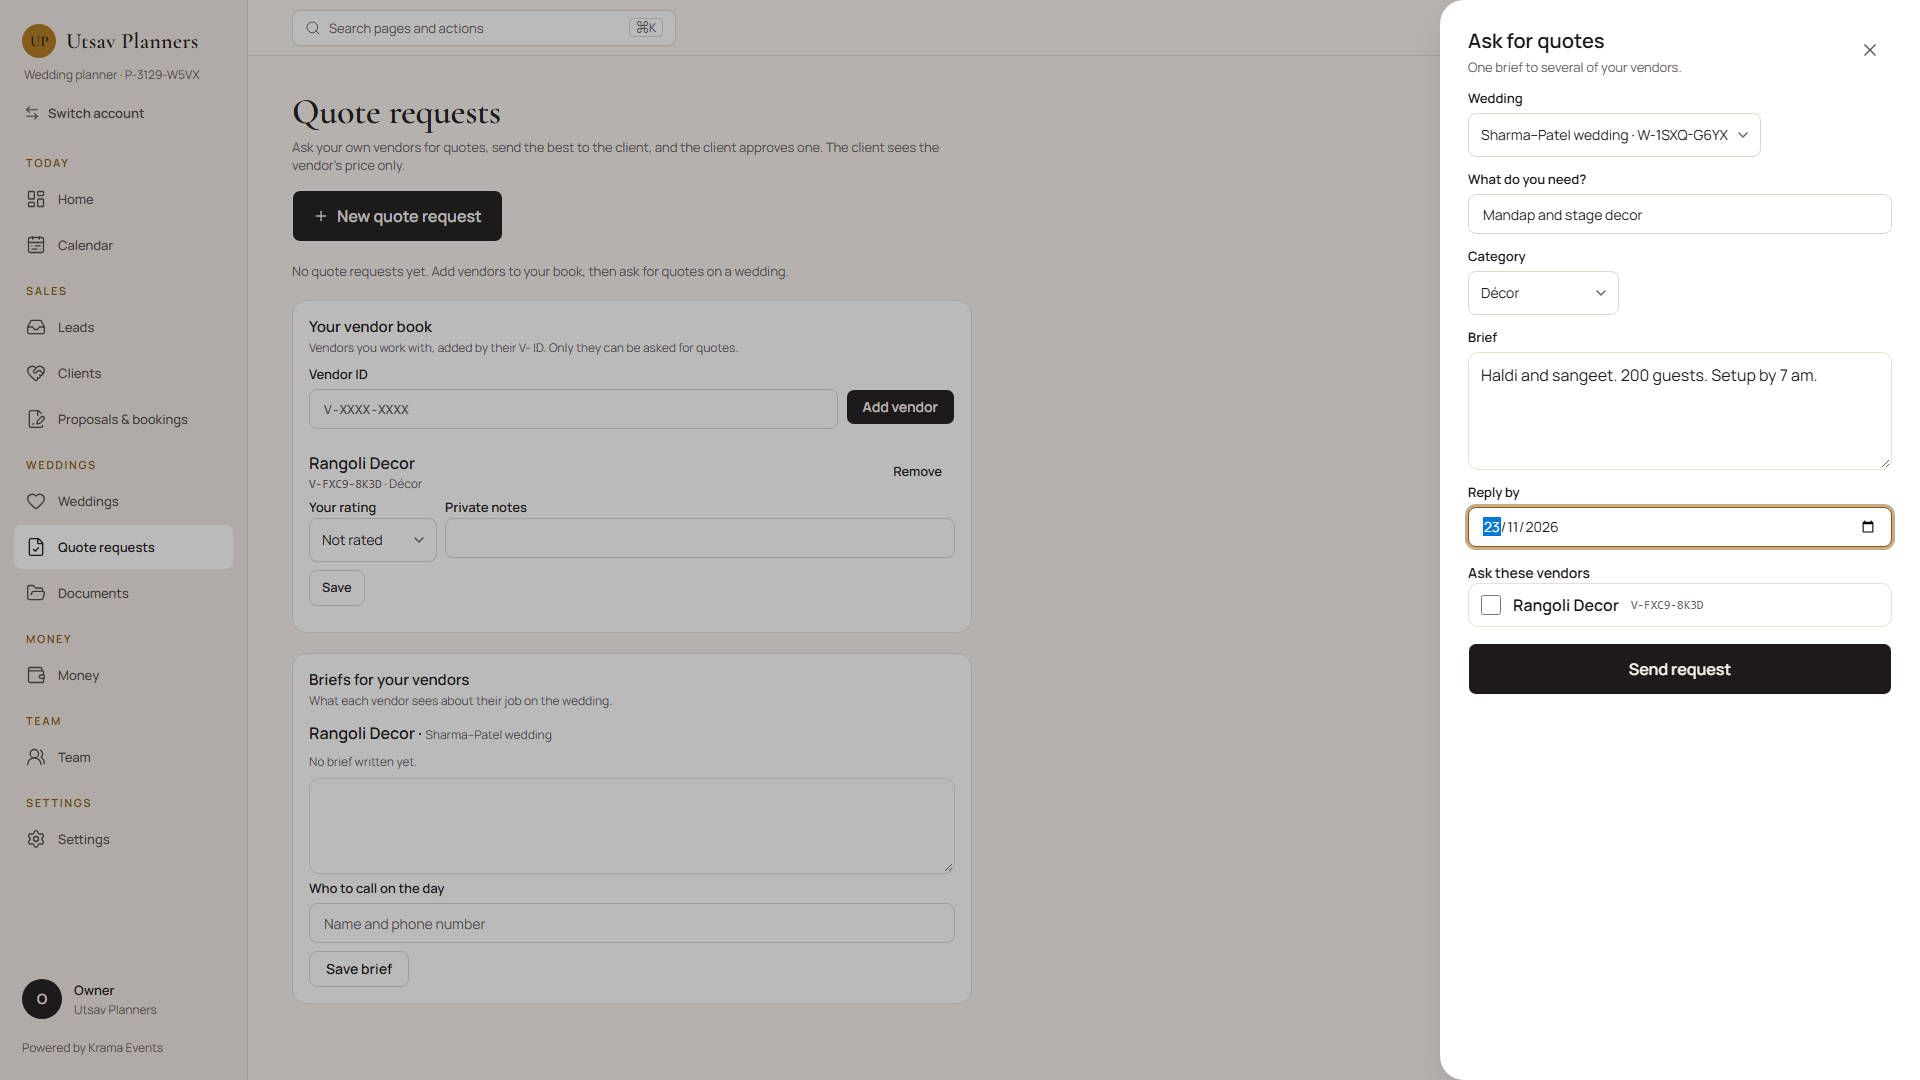 UP Utsav Planners
Wedding planner · P-3129-W5VX
Switch account
TODAY
Home
Calendar
SALES
Leads
Clients
Proposals & bookings
WEDDINGS
Weddings
Quote requests
Documents
MONEY
Money
TEAM
Team
SETTINGS
Settings
O
Owner
Utsav Planners
Powered by Krama Events
Search pages and actions ⌘K
Quote requests
Ask your own vendors for quotes, send the best to the client, and the client approves one. The client sees the
vendor's price only.
+ New quote request
No quote requests yet. Add vendors to your book, then ask for quotes on a wedding.
Your vendor book
Vendors you work with, added by their V- ID. Only they can be asked for quotes.
Vendor ID
V-XXXX-XXXX
Add vendor
Rangoli Decor
V-FXC9-8K3D · Décor
Remove
Your rating
Private notes
Not rated
Save
Briefs for your vendors
What each vendor sees about their job on the wedding.
Rangoli Decor · Sharma–Patel wedding
No brief written yet.
Who to call on the day
Name and phone number
Save brief
Ask for quotes
One brief to several of your vendors.
Wedding
Sharma–Patel wedding · W-1SXQ-G6YX
What do you need?
Mandap and stage decor
Category
Décor
Brief
Haldi and sangeet. 200 guests. Setup by 7 am.
Reply by
23/11/2026
Ask these vendors
Rangoli Decor V-FXC9-8K3D
Send request